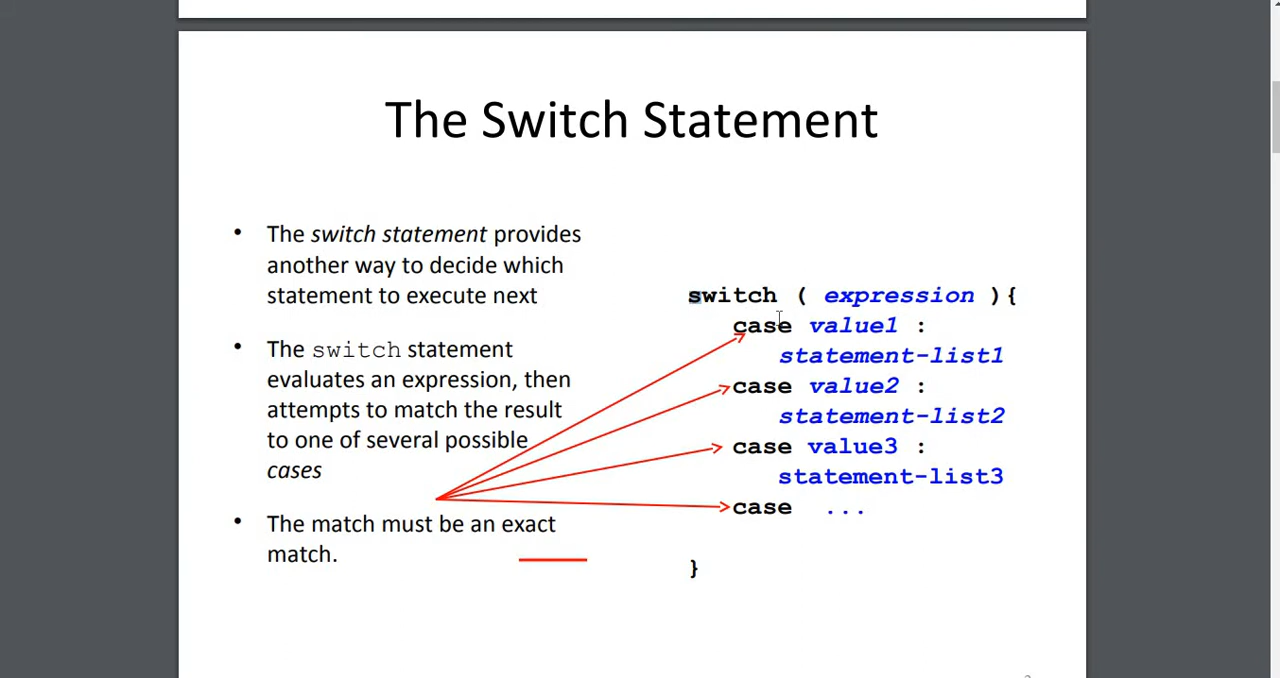 The Switch Statement
• The switch statement provides
another way to decide which
statement to execute next
• The switch statement
evaluates an expression, then
attempts to match the result
to one of several possible
cases
• The match must be an exact
match.
switch ( expression ){
case value1 :
statement-list1
case value2 :
statement-list2
case value3 :
statement-list3
case ...
}